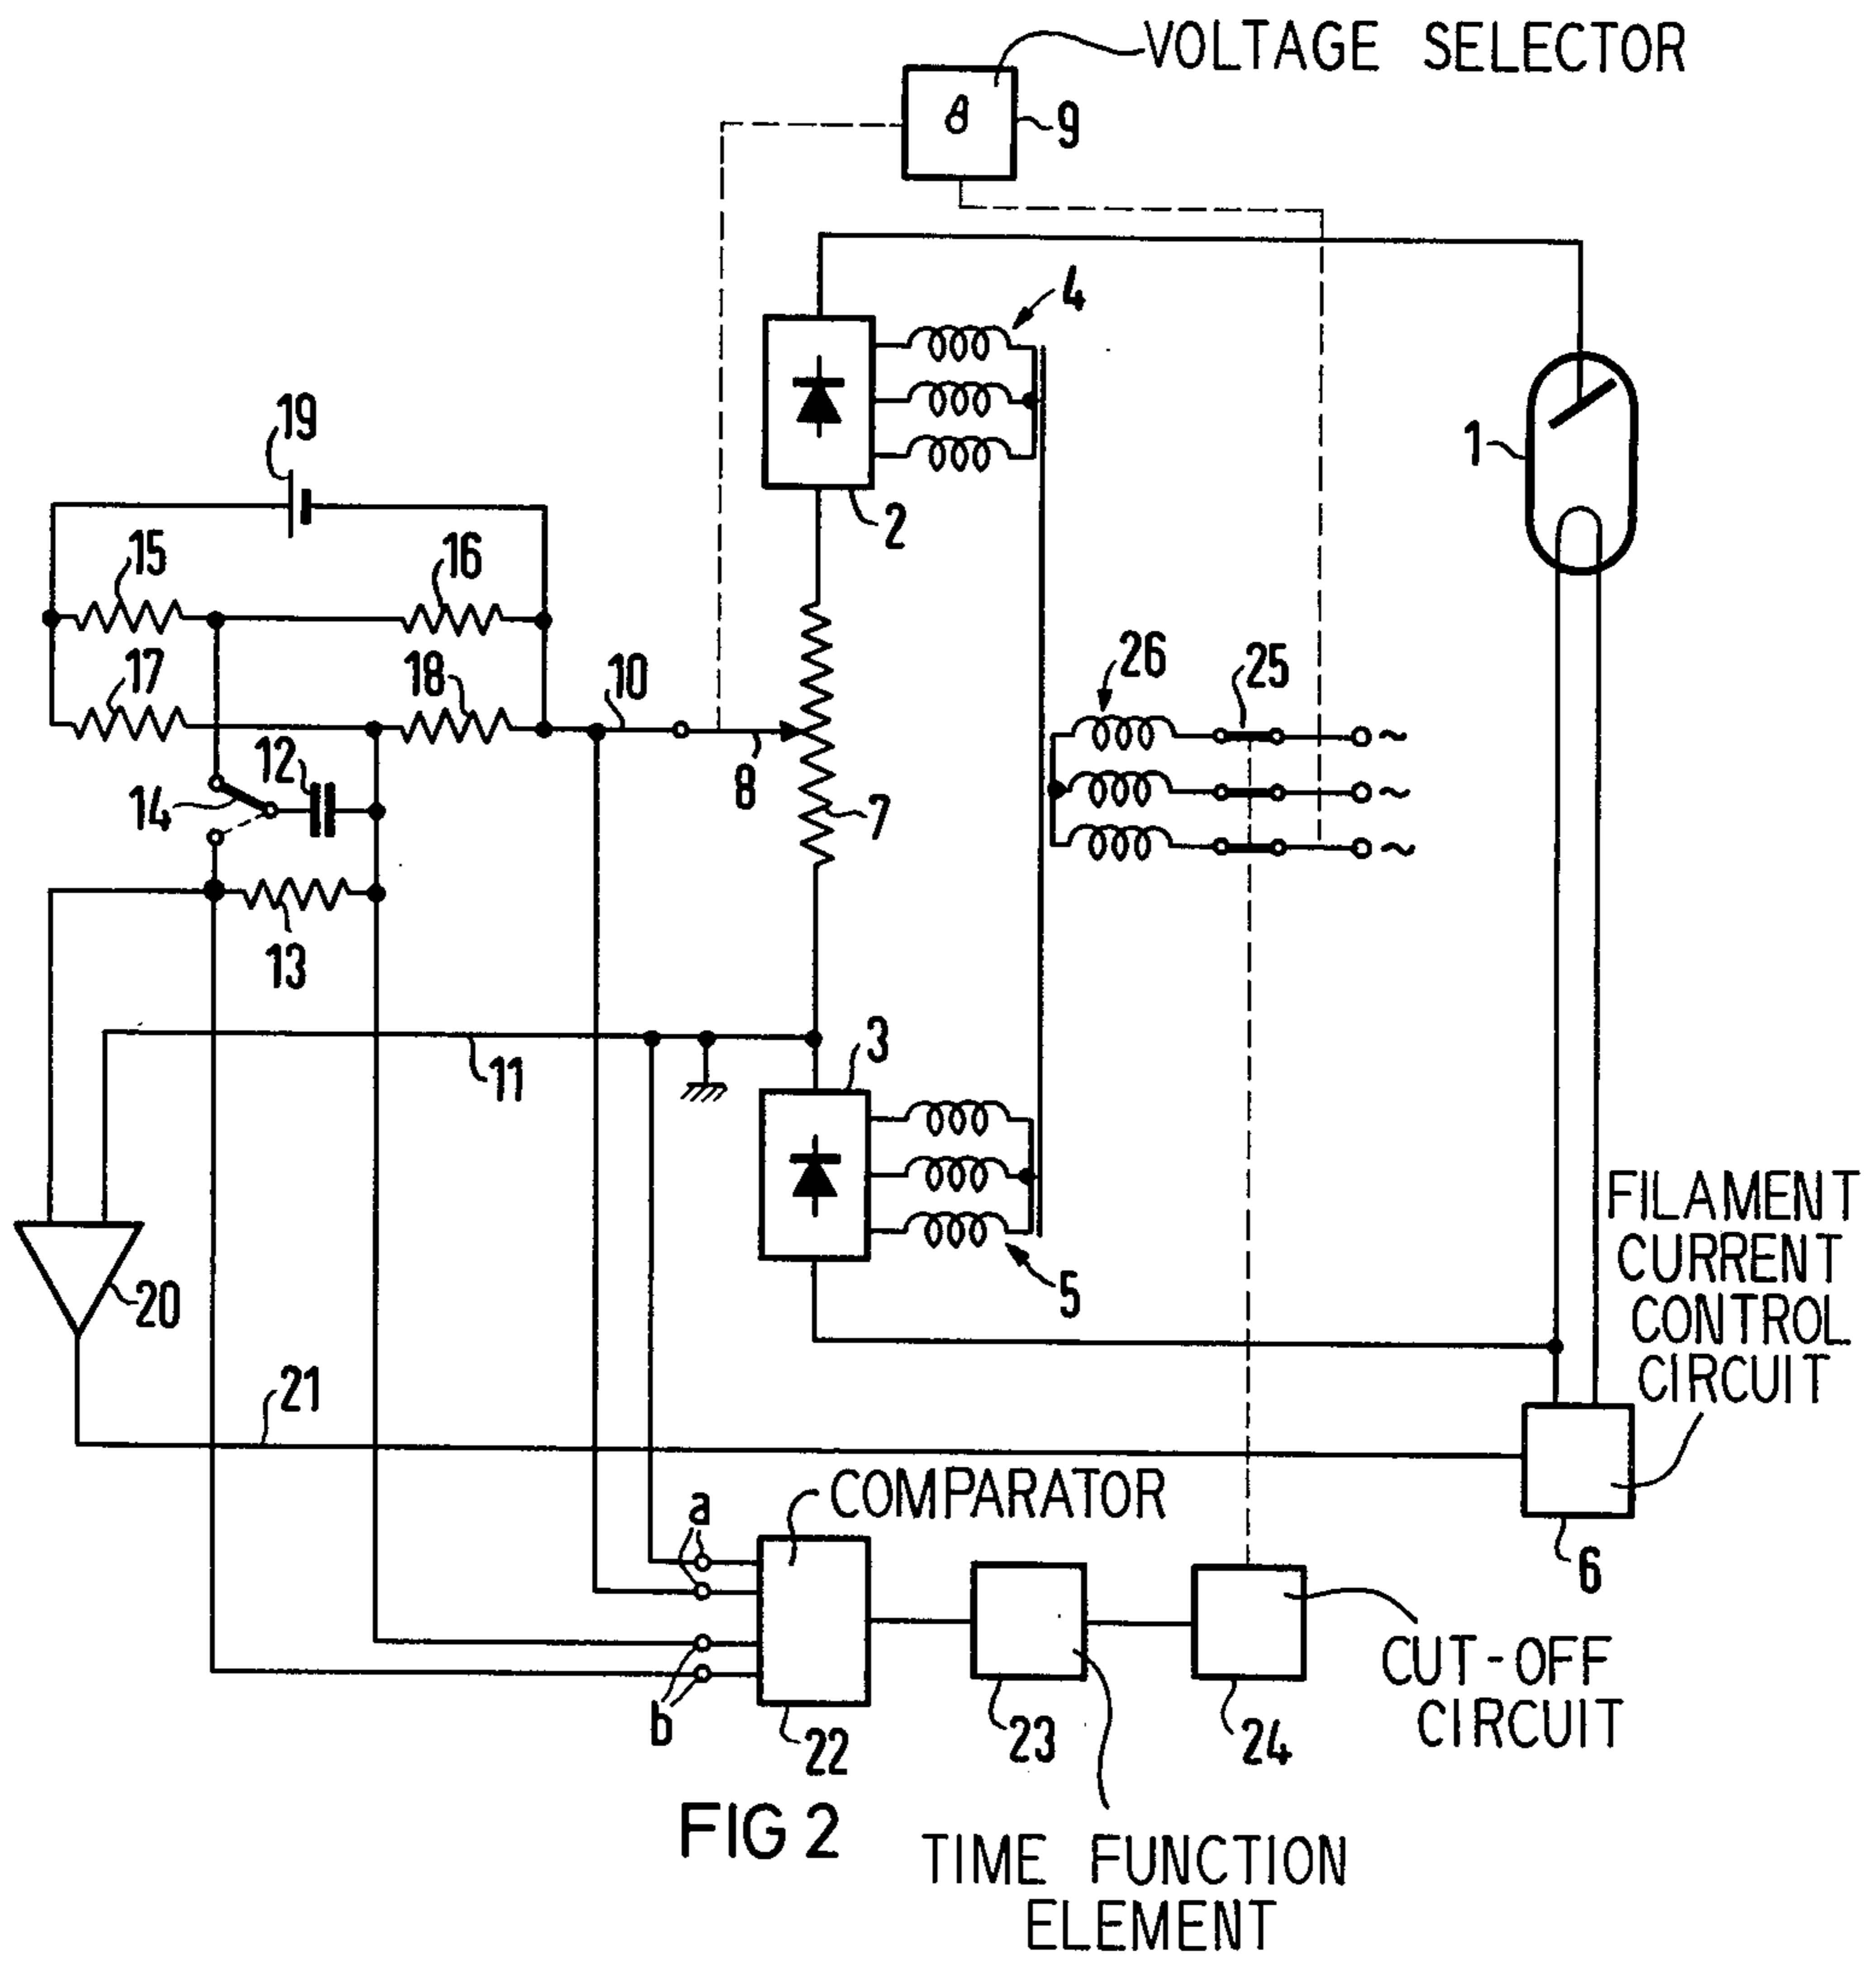 VOLTAGE SELECTOR
9
4
1
19
2
15
16
17
18
10
26
25
12
14
8
7
13
3
11
5
20
FILAMENT
CURRENT
CONTROL
CIRCUIT
21
COMPARATOR
a
6
b
22
23
24
CUT-OFF
CIRCUIT
FIG 2
TIME FUNCTION
ELEMENT